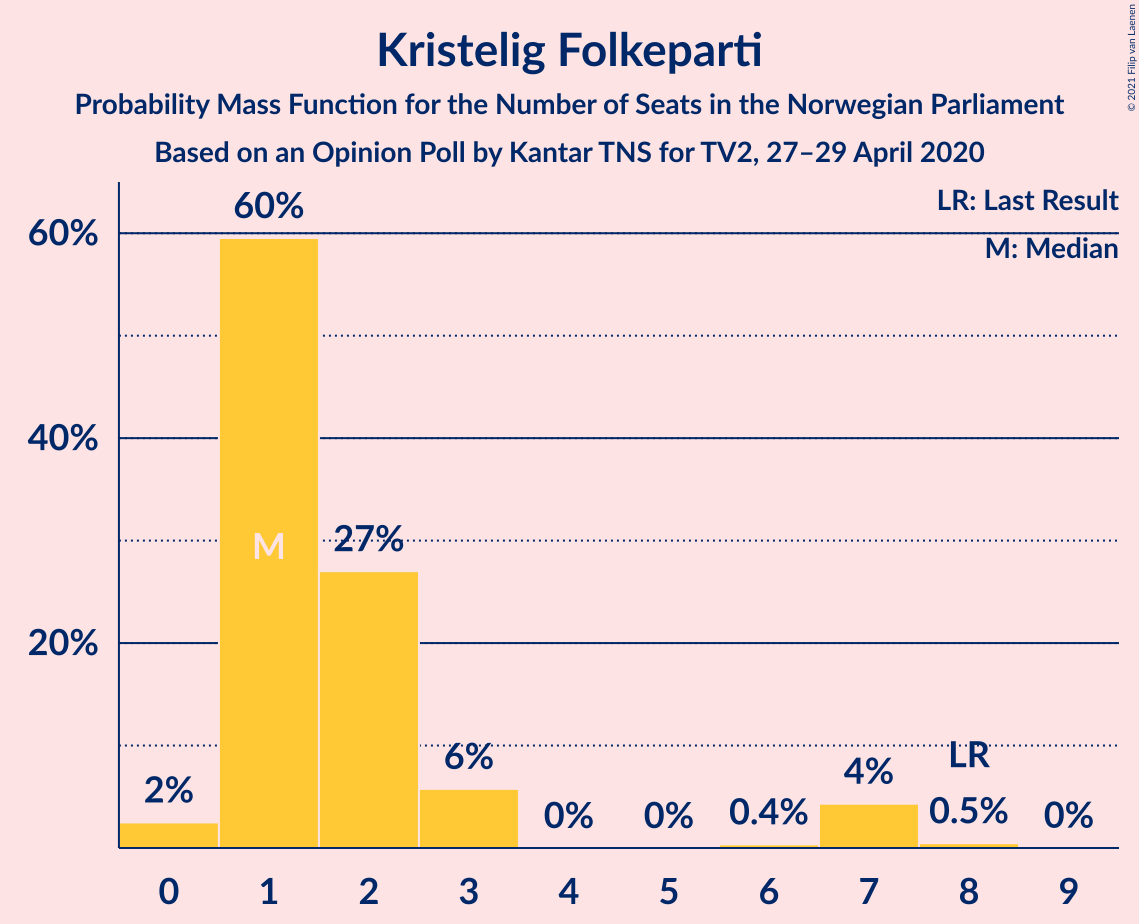 Kristelig Folkeparti
Probability Mass Function for the Number of Seats in the Norwegian Parliament
Based on an Opinion Poll by Kantar TNS for TV2, 27–29 April 2020
© 2021 Filip van Laenen
LR: Last Result
M: Median
60%
40%
20%
60%
M
27%
2%
6%
0%
0%
0.4%
4%
LR
0.5%
0%
0 1 2 3 4 5 6 7 8 9